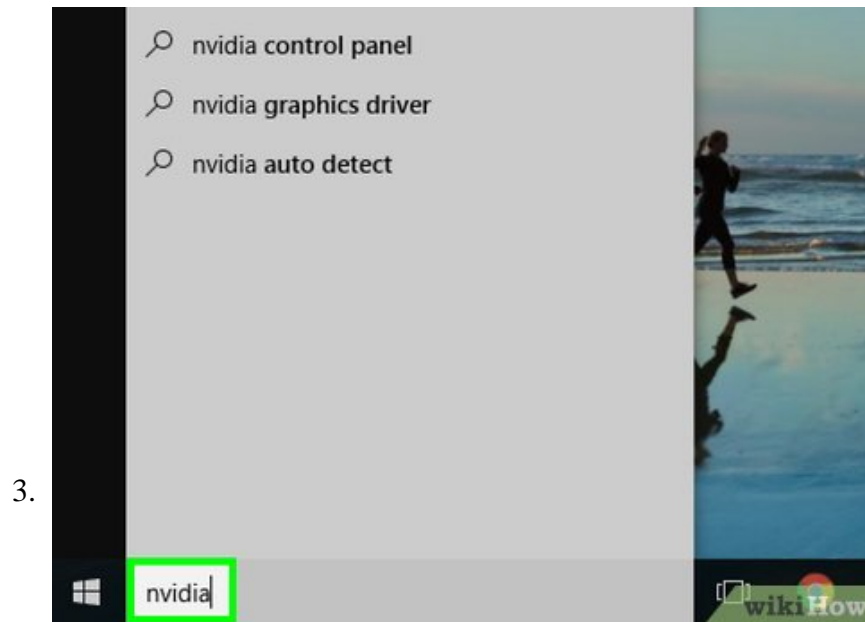 nvidia control panel
nvidia graphics driver
nvidia auto detect
3.
nvidia
wikiHow